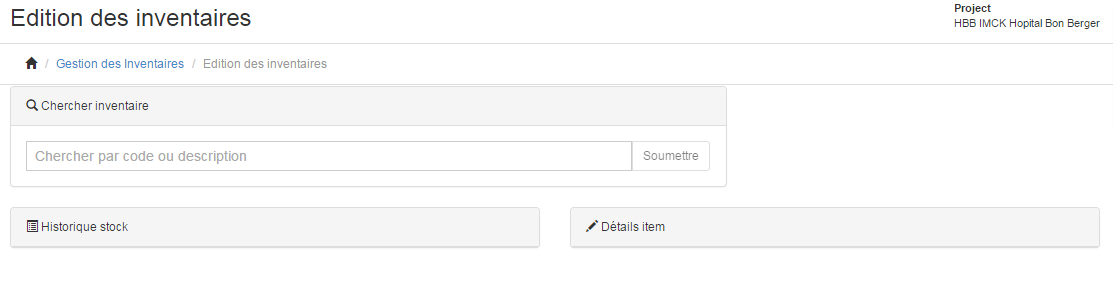 Edition des inventaires
Project
HBB IMCK Hopital Bon Berger
/ Gestion des Inventaires / Edition des inventaires
Chercher inventaire
Chercher par code ou description
Soumettre
Historique stock
Détails item